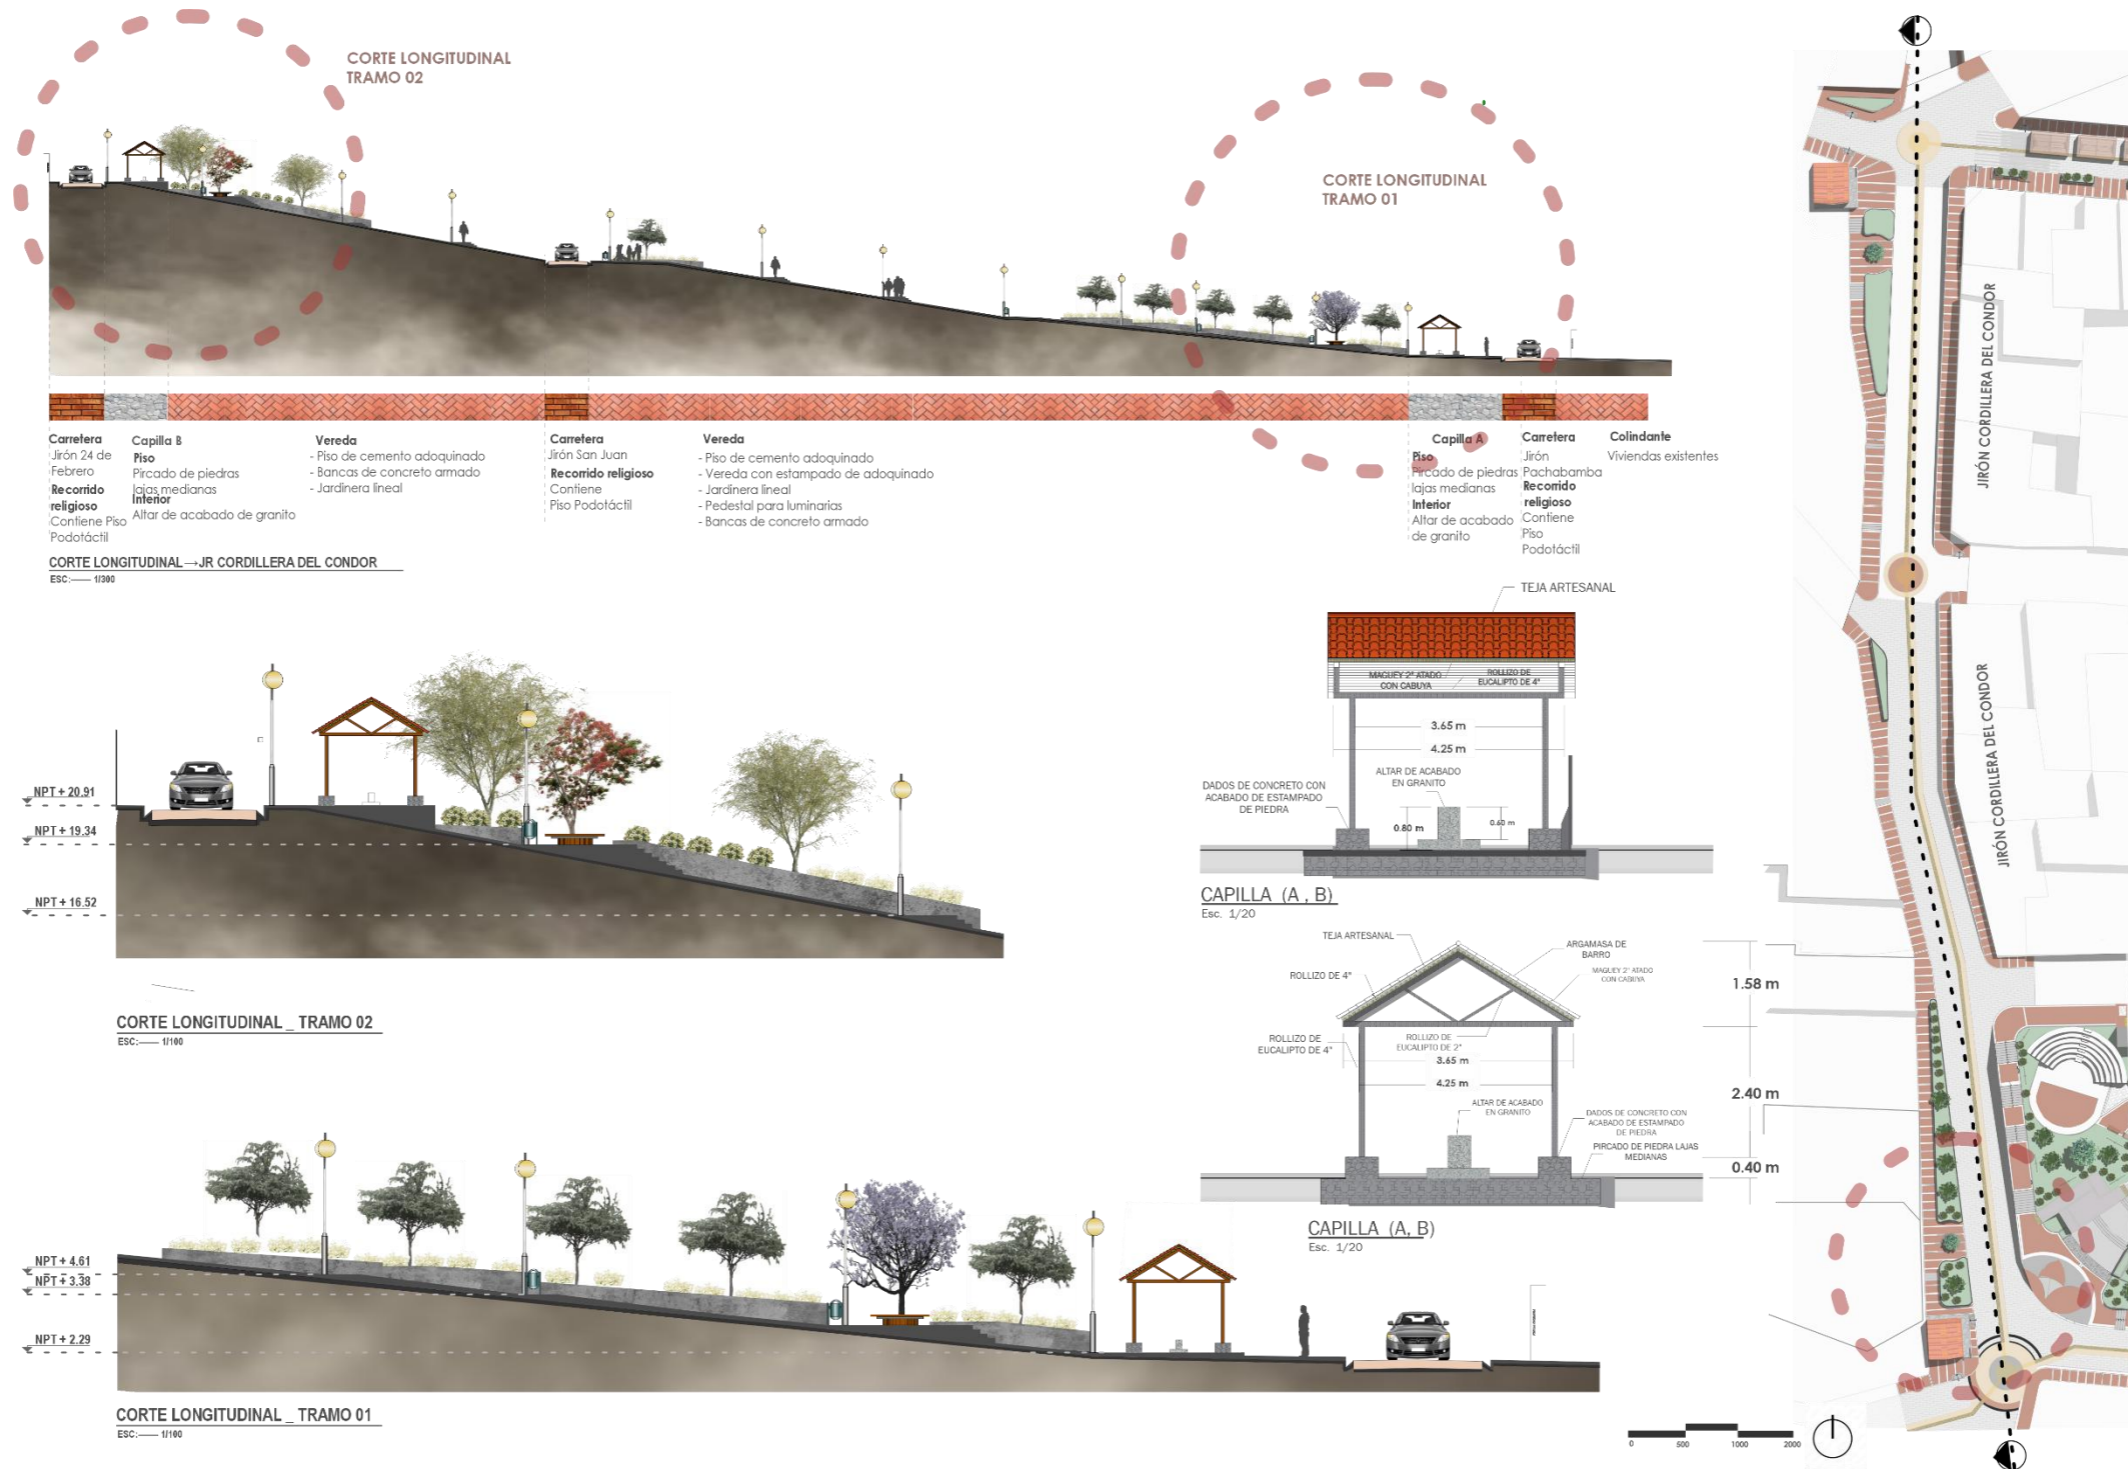 CORTE LONGITUDINAL
TRAMO 02
CORTE LONGITUDINAL
TRAMO 01
Carretera
Jirón 24 de
Febrero
Recorrido
religioso
Contiene Piso
Podotáctil
Capilla B
Piso
Pircado de piedras
lajas medianas
Interior
Altar de acabado de granito
Vereda
- Piso de cemento adoquinado
- Bancas de concreto armado
- Jardinera lineal
Carretera
Jirón San Juan
Recorrido religioso
Contiene
Piso Podotáctil
Vereda
- Piso de cemento adoquinado
- Vereda con estampado de adoquinado
- Jardinera lineal
- Pedestal para luminarias
- Bancas de concreto armado
Capilla A
Piso
Pircado de piedras
lajas medianas
Interior
Altar de acabado
de granito
Carretera
Jirón
Pachabamba
Recorrido
religioso
Contiene
Piso
Podotáctil
Colindante
Viviendas existentes
CORTE LONGITUDINAL→JR CORDILLERA DEL CONDOR
ESC:—— 1/300
NPT + 20.91
NPT + 19.34
NPT + 16.52
CORTE LONGITUDINAL _ TRAMO 02
ESC:—— 1/100
NPT + 4.61
NPT + 3.38
NPT + 2.29
CORTE LONGITUDINAL _ TRAMO 01
ESC:—— 1/100
TEJA ARTESANAL
MAGUEY 2" ATADO
CON CABUYA
ROLLIZO DE
EUCALIPTO DE 4"
3.65 m
4.25 m
ALTAR DE ACABADO
EN GRANITO
DADOS DE CONCRETO CON
ACABADO DE ESTAMPADO
DE PIEDRA
0.80 m
0.60 m
CAPILLA (A , B)
Esc. 1/20
TEJA ARTESANAL
ARGAMASA DE
BARRO
ROLLIZO DE 4"
MAGUEY 2" ATADO
CON CABUYA
ROLLIZO DE
EUCALIPTO DE 4"
ROLLIZO DE
EUCALIPTO DE 2"
3.65 m
4.25 m
ALTAR DE ACABADO
EN GRANITO
DADOS DE CONCRETO CON
ACABADO DE ESTAMPADO
DE PIEDRA
PIRCADO DE PIEDRA LAJAS
MEDIANAS
1.58 m
2.40 m
0.40 m
CAPILLA (A, B)
Esc. 1/20
JIRÓN CORDILLERA DEL CONDOR
JIRÓN CORDILLERA DEL CONDOR
0 500 1000 2000